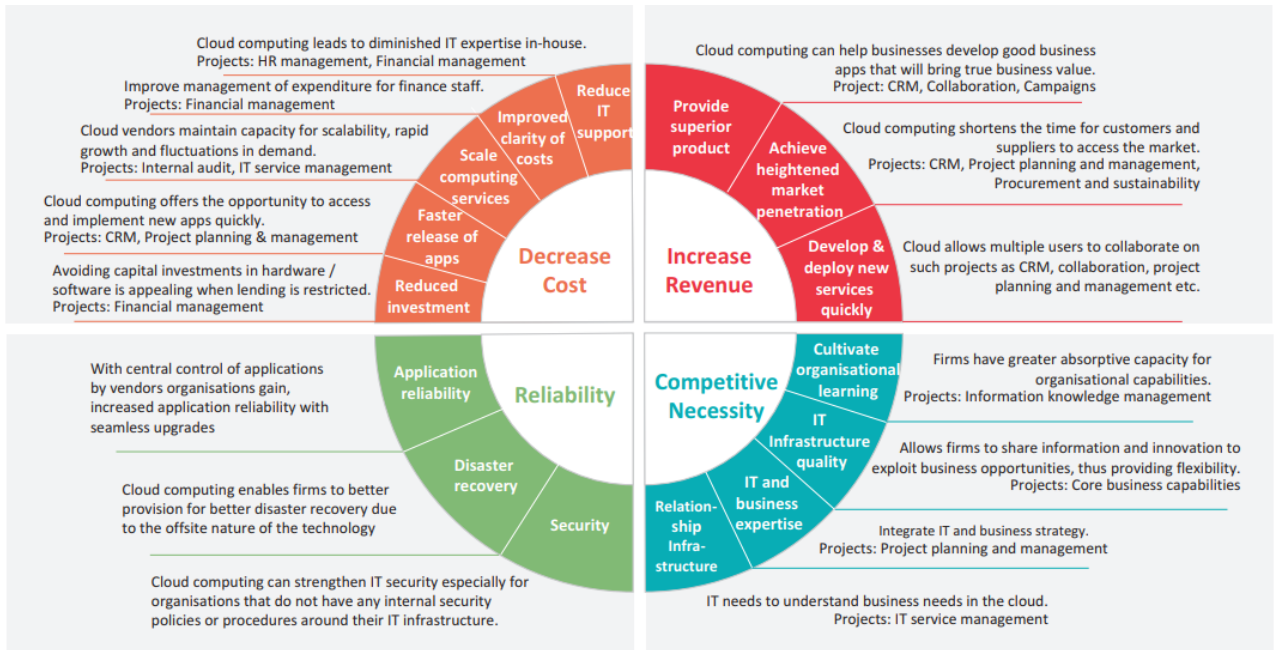 Cloud computing leads to diminished IT expertise in-house.
Projects: HR management, Financial management
Improve management of expenditure for finance staff.
Projects: Financial management
Cloud vendors maintain capacity for scalability, rapid
growth and fluctuations in demand.
Projects: Internal audit, IT service management
Cloud computing offers the opportunity to access
and implement new apps quickly.
Projects: CRM, Project planning & management
Avoiding capital investments in hardware /
software is appealing when lending is restricted.
Projects: Financial management
Reduce
IT
support
Improved
clarity of
costs
Scale
computing
services
Faster
release of
apps
Reduced
investment
Decrease
Cost
Cloud computing can help businesses develop good business
apps that will bring true business value.
Project: CRM, Collaboration, Campaigns
Cloud computing shortens the time for customers and
suppliers to access the market.
Projects: CRM, Project planning and management,
Procurement and sustainability
Cloud allows multiple users to collaborate on
such projects as CRM, collaboration, project
planning and management etc.
Provide
superior
product
Achieve
heightened
market
penetration
Develop &
deploy new
services
quickly
Increase
Revenue
With central control of applications
by vendors organisations gain,
increased application reliability with
seamless upgrades
Cloud computing enables firms to better
provision for better disaster recovery due
to the offsite nature of the technology
Cloud computing can strengthen IT security especially for
organisations that do not have any internal security
policies or procedures around their IT infrastructure.
Application
reliability
Disaster
recovery
Security
Reliability
Competitive
Necessity
Cultivate
organisational
learning
IT
Infrastructure
quality
IT and
business
expertise
Relation-
ship
Infra-
structure
Firms have greater absorptive capacity for
organisational capabilities.
Projects: Information knowledge management
Allows firms to share information and innovation to
exploit business opportunities, thus providing flexibility.
Projects: Core business capabilities
Integrate IT and business strategy.
Projects: Project planning and management
IT needs to understand business needs in the cloud.
Projects: IT service management